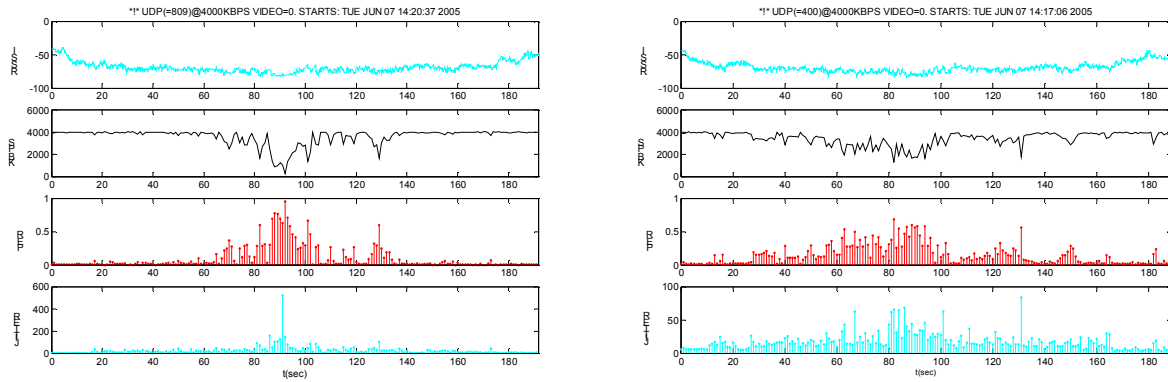 *!* UDP(=809)@4000KBPS VIDEO=0. STARTS: TUE JUN 07 14:20:37 2005
0
-50
-100
0 20 40 60 80 100 120 140 160 180
6000
4000
2000
0
0 20 40 60 80 100 120 140 160 180
1
0.5
0
0 20 40 60 80 100 120 140 160 180
600
400
200
0
0 20 40 60 80 100 120 140 160 180
t(sec)
*!* UDP(=400)@4000KBPS VIDEO=0. STARTS: TUE JUN 07 14:17:06 2005
0
-50
-100
0 20 40 60 80 100 120 140 160 180
6000
4000
2000
0
0 20 40 60 80 100 120 140 160 180
1
0.5
0
0 20 40 60 80 100 120 140 160 180
100
50
0
0 20 40 60 80 100 120 140 160 180
t(sec)